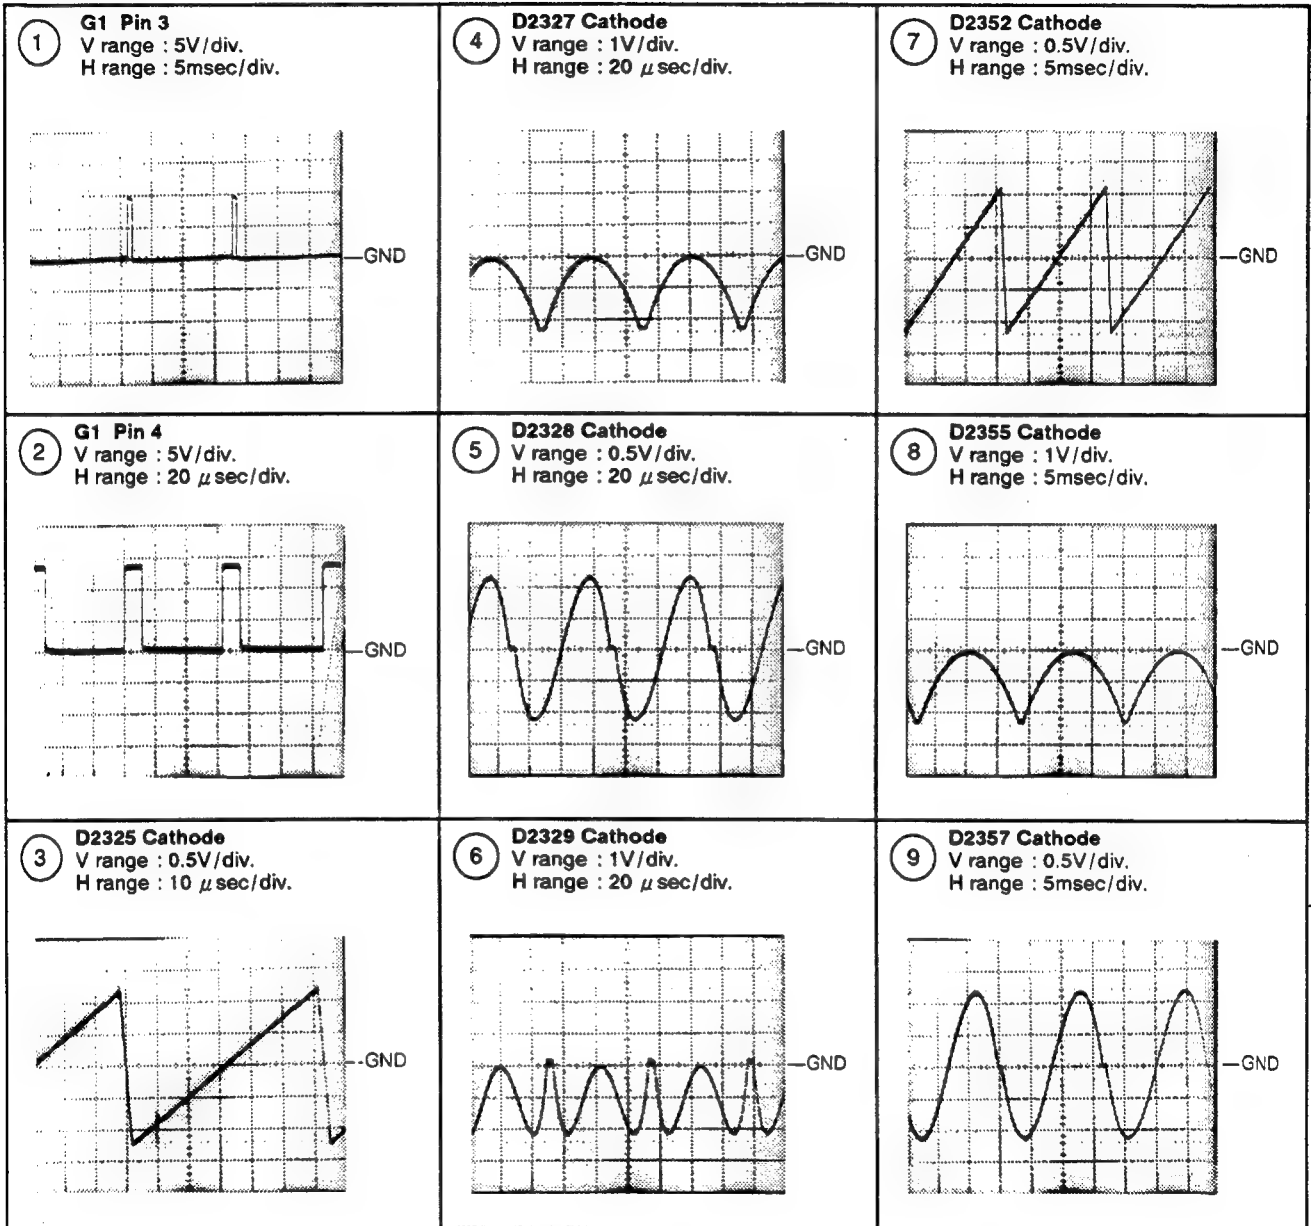 1
G1 Pin 3
V range : 5V/div.
H range : 5msec/div.
GND
2
G1 Pin 4
V range : 5V/div.
H range : 20 μsec/div.
GND
3
D2325 Cathode
V range : 0.5V/div.
H range : 10 μsec/div.
GND
4
D2327 Cathode
V range : 1V/div.
H range : 20 μsec/div.
GND
5
D2328 Cathode
V range : 0.5V/div.
H range : 20 μsec/div.
GND
6
D2329 Cathode
V range : 1V/div.
H range : 20 μsec/div.
GND
7
D2352 Cathode
V range : 0.5V/div.
H range : 5msec/div.
GND
8
D2355 Cathode
V range : 1V/div.
H range : 5msec/div.
GND
9
D2357 Cathode
V range : 0.5V/div.
H range : 5msec/div.
GND